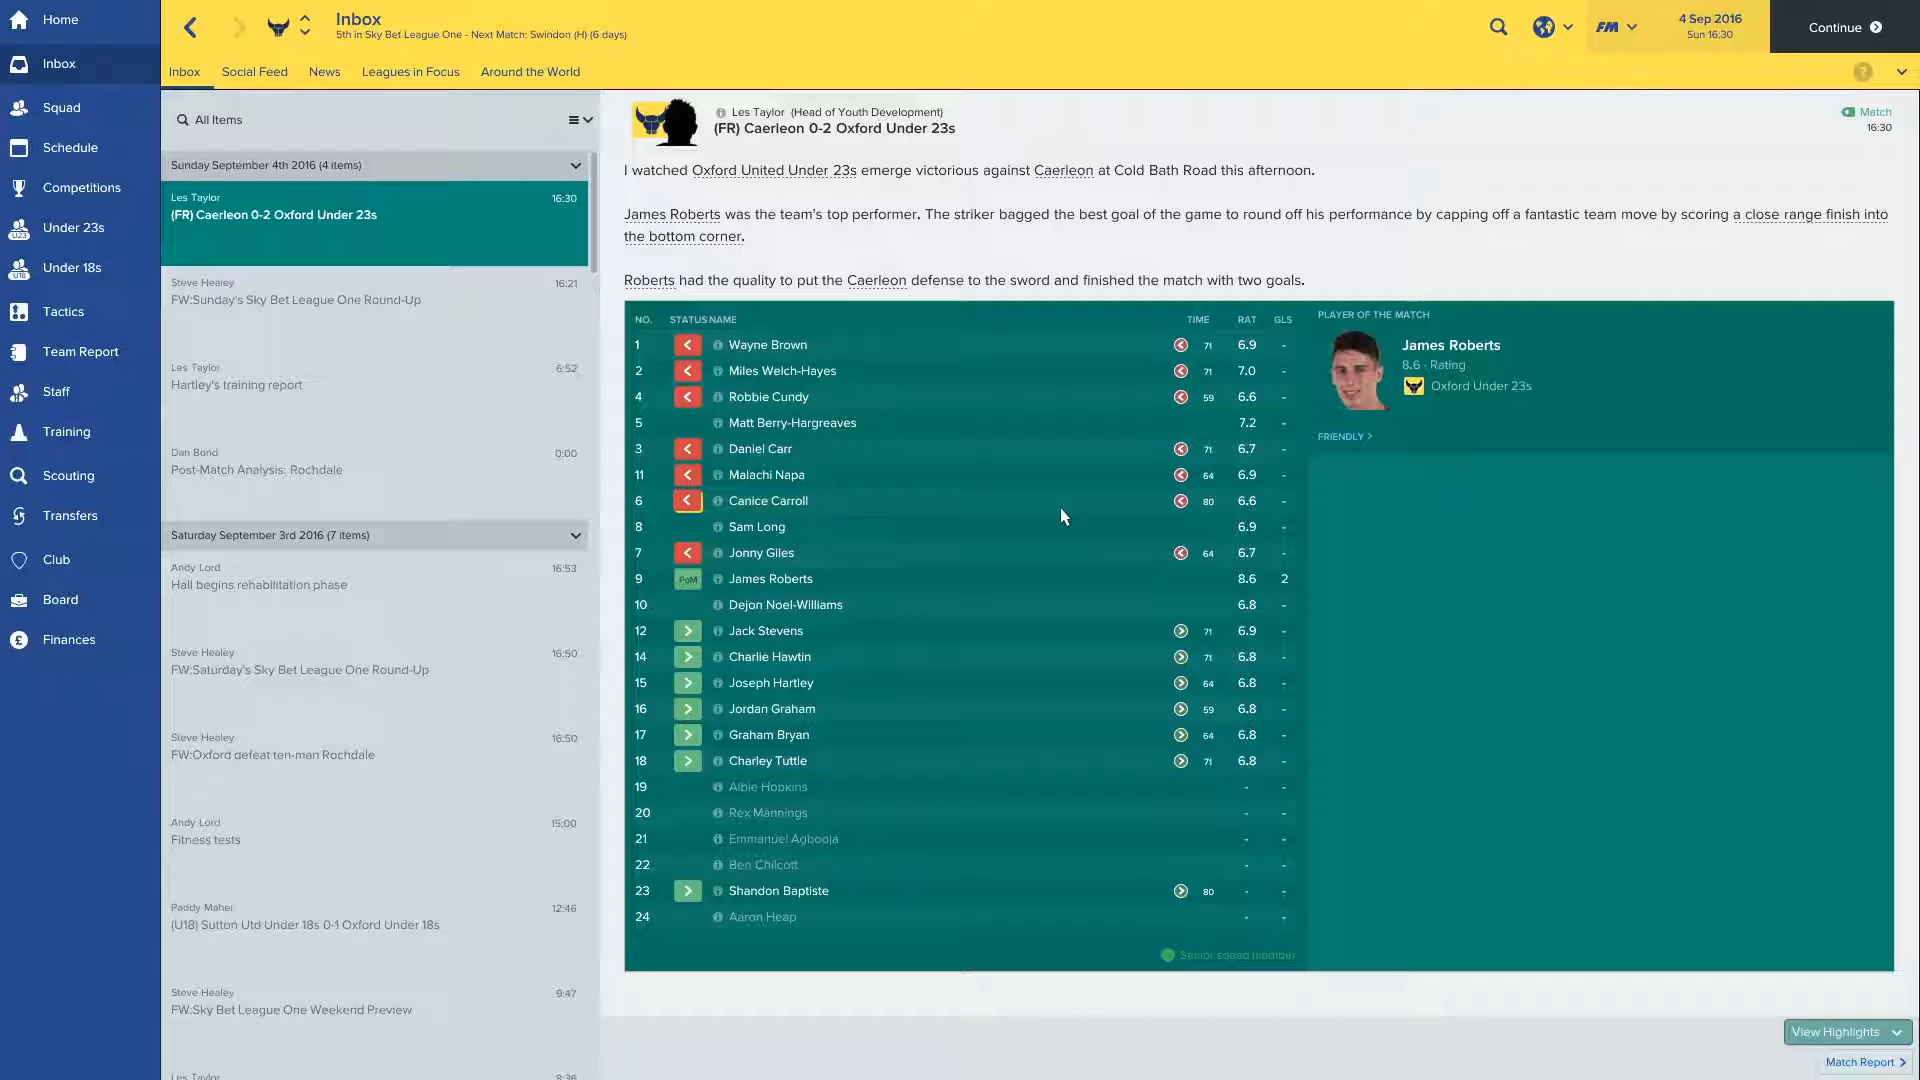 Home
Inbox
Squad
Schedule
Competitions
Under 23s
Under 18s
Tactics
Team Report
Staff
Training
Scouting
Transfers
Club
Board
Finances
Inbox
5th in Sky Bet League One - Next Match: Swindon (H) (6 days)
FM
4 Sep 2016
Sun 16:30
Continue
Inbox Social Feed News Leagues in Focus Around the World
All Items
Sunday September 4th 2016 (4 items)
Les Taylor 16:30
(FR) Caerleon 0-2 Oxford Under 23s
Steve Healey 16:21
FW:Sunday's Sky Bet League One Round-Up
Les Taylor 6:52
Hartley's training report
Dan Bond 0:00
Post-Match Analysis: Rochdale
Saturday September 3rd 2016 (7 items)
Andy Lord 16:53
Hall begins rehabilitation phase
Steve Healey 16:50
FW:Saturday's Sky Bet League One Round-Up
Steve Healey 16:50
FW:Oxford defeat ten-man Rochdale
Andy Lord 15:00
Fitness tests
Paddy Maher 12:46
(U18) Sutton Utd Under 18s 0-1 Oxford Under 18s
Steve Healey 9:47
FW:Sky Bet League One Weekend Preview
Les Taylor 8:36
Les Taylor (Head of Youth Development)
(FR) Caerleon 0-2 Oxford Under 23s
Match
16:30
I watched Oxford United Under 23s emerge victorious against Caerleon at Cold Bath Road this afternoon.
James Roberts was the team's top performer. The striker bagged the best goal of the game to round off his performance by capping off a fantastic team move by scoring a close range finish into
the bottom corner.
Roberts had the quality to put the Caerleon defense to the sword and finished the match with two goals.
NO. STATUS NAME TIME RAT GLS
1 Wayne Brown 71 6.9 -
2 Miles Welch-Hayes 71 7.0 -
4 Robbie Cundy 59 6.6 -
5 Matt Berry-Hargreaves 7.2 -
3 Daniel Carr 71 6.7 -
11 Malachi Napa 64 6.9 -
6 Canice Carroll 80 6.6 -
8 Sam Long 6.9 -
7 Jonny Giles 64 6.7 -
9 PoM James Roberts 8.6 2
10 Dejon Noel-Williams 6.8 -
12 Jack Stevens 71 6.9 -
14 Charlie Hawtin 71 6.8 -
15 Joseph Hartley 64 6.8 -
16 Jordan Graham 59 6.8 -
17 Graham Bryan 64 6.8 -
18 Charley Tuttle 71 6.8 -
19 Albie Hopkins - -
20 Rex Mannings - -
21 Emmanuel Agboola - -
22 Ben Chilcott - -
23 Shandon Baptiste 80 - -
24 Aaron Heap - -
Senior squad member
PLAYER OF THE MATCH
James Roberts
8.6 - Rating
Oxford Under 23s
FRIENDLY >
View Highlights
Match Report >